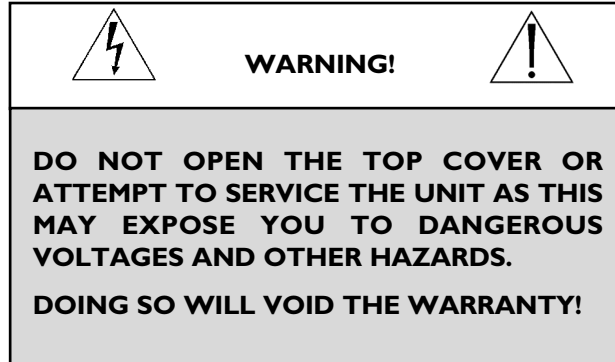 WARNING!
DO NOT OPEN THE TOP COVER OR
ATTEMPT TO SERVICE THE UNIT AS THIS
MAY EXPOSE YOU TO DANGEROUS
VOLTAGES AND OTHER HAZARDS.
DOING SO WILL VOID THE WARRANTY!